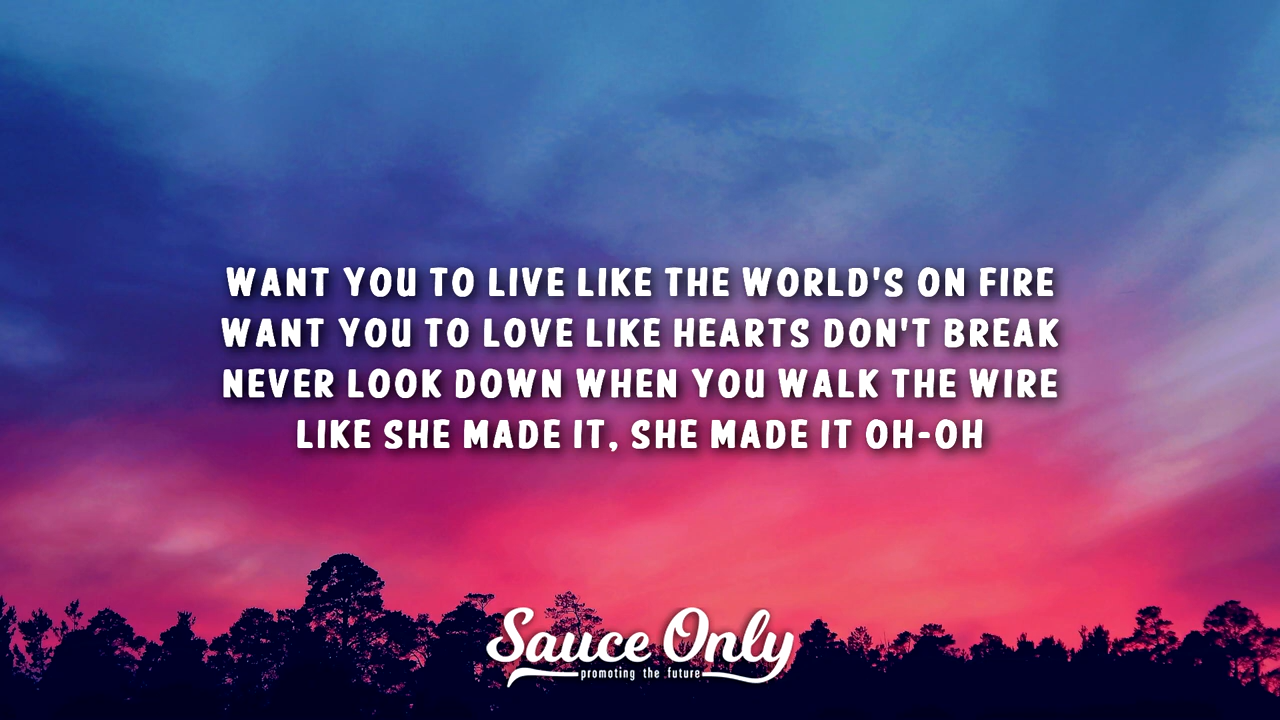 WANT YOU TO LIVE LIKE THE WORLD'S ON FIRE
WANT YOU TO LOVE LIKE HEARTS DON'T BREAK
NEVER LOOK DOWN WHEN YOU WALK THE WIRE
LIKE SHE MADE IT, SHE MADE IT OH-OH
Sauce Only
promoting the future